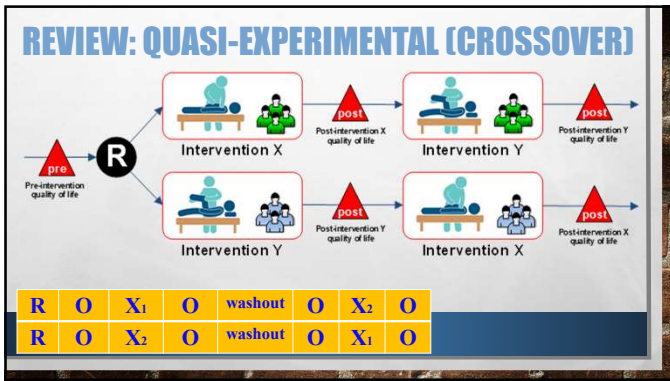 REVIEW: QUASI-EXPERIMENTAL (CROSSOVER)
pre
Pre-intervention
quality of life
R
Intervention X
post
Post-intervention X
quality of life
Intervention Y
post
Post-intervention Y
quality of life
Intervention Y
post
Post-intervention Y
quality of life
Intervention X
post
Post-intervention X
quality of life
R O X₁ O washout O X₂ O
R O X₂ O washout O X₁ O